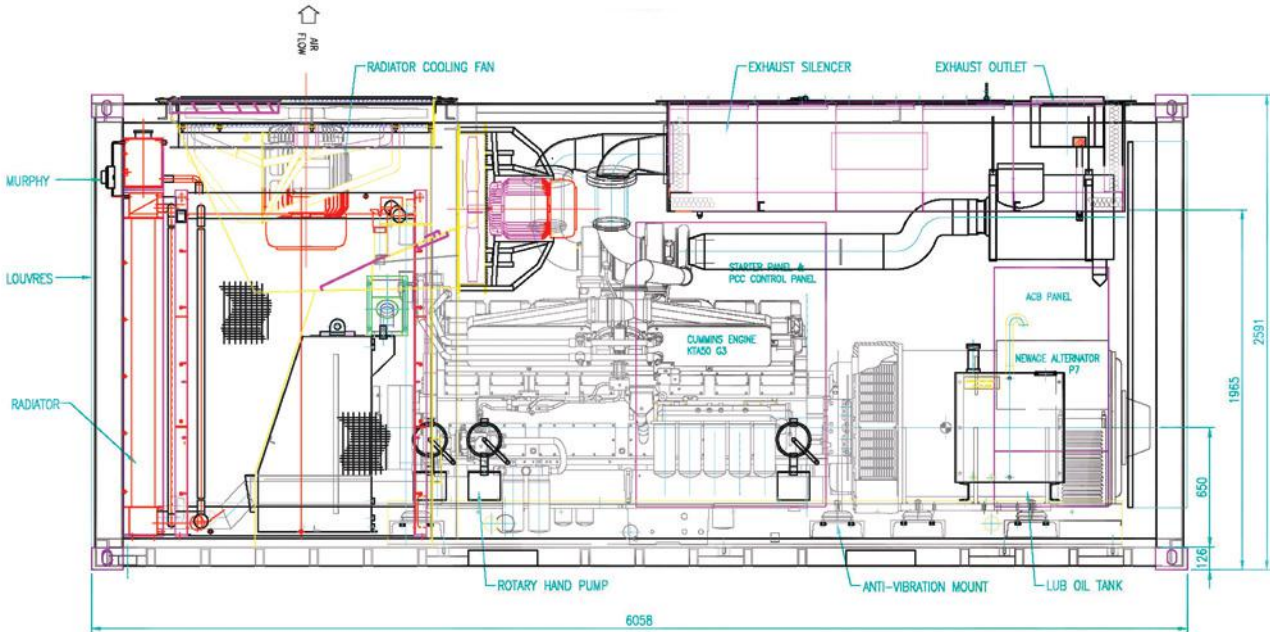 AIR
FLOW
RADIATOR COOLING FAN
EXHAUST SILENCER
EXHAUST OUTLET
MURPHY
LOUVRES
STARTER PANEL &
PCC CONTROL PANEL
ACB PANEL
CUMMINS ENGINE
KTA50 G3
NEWAGE ALTERNATOR
P7
RADIATOR
2591
1965
650
126
ROTARY HAND PUMP
ANTI-VIBRATION MOUNT
LUB OIL TANK
6058